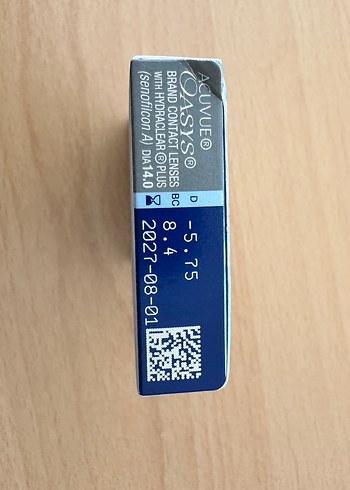 ACUVUE®
OASYS®
BRAND CONTACT LENSES
WITH HYDRACLEAR® PLUS
(senofilcon A) DIA 14.0
D -5.75
BC 8.4
2027-08-01